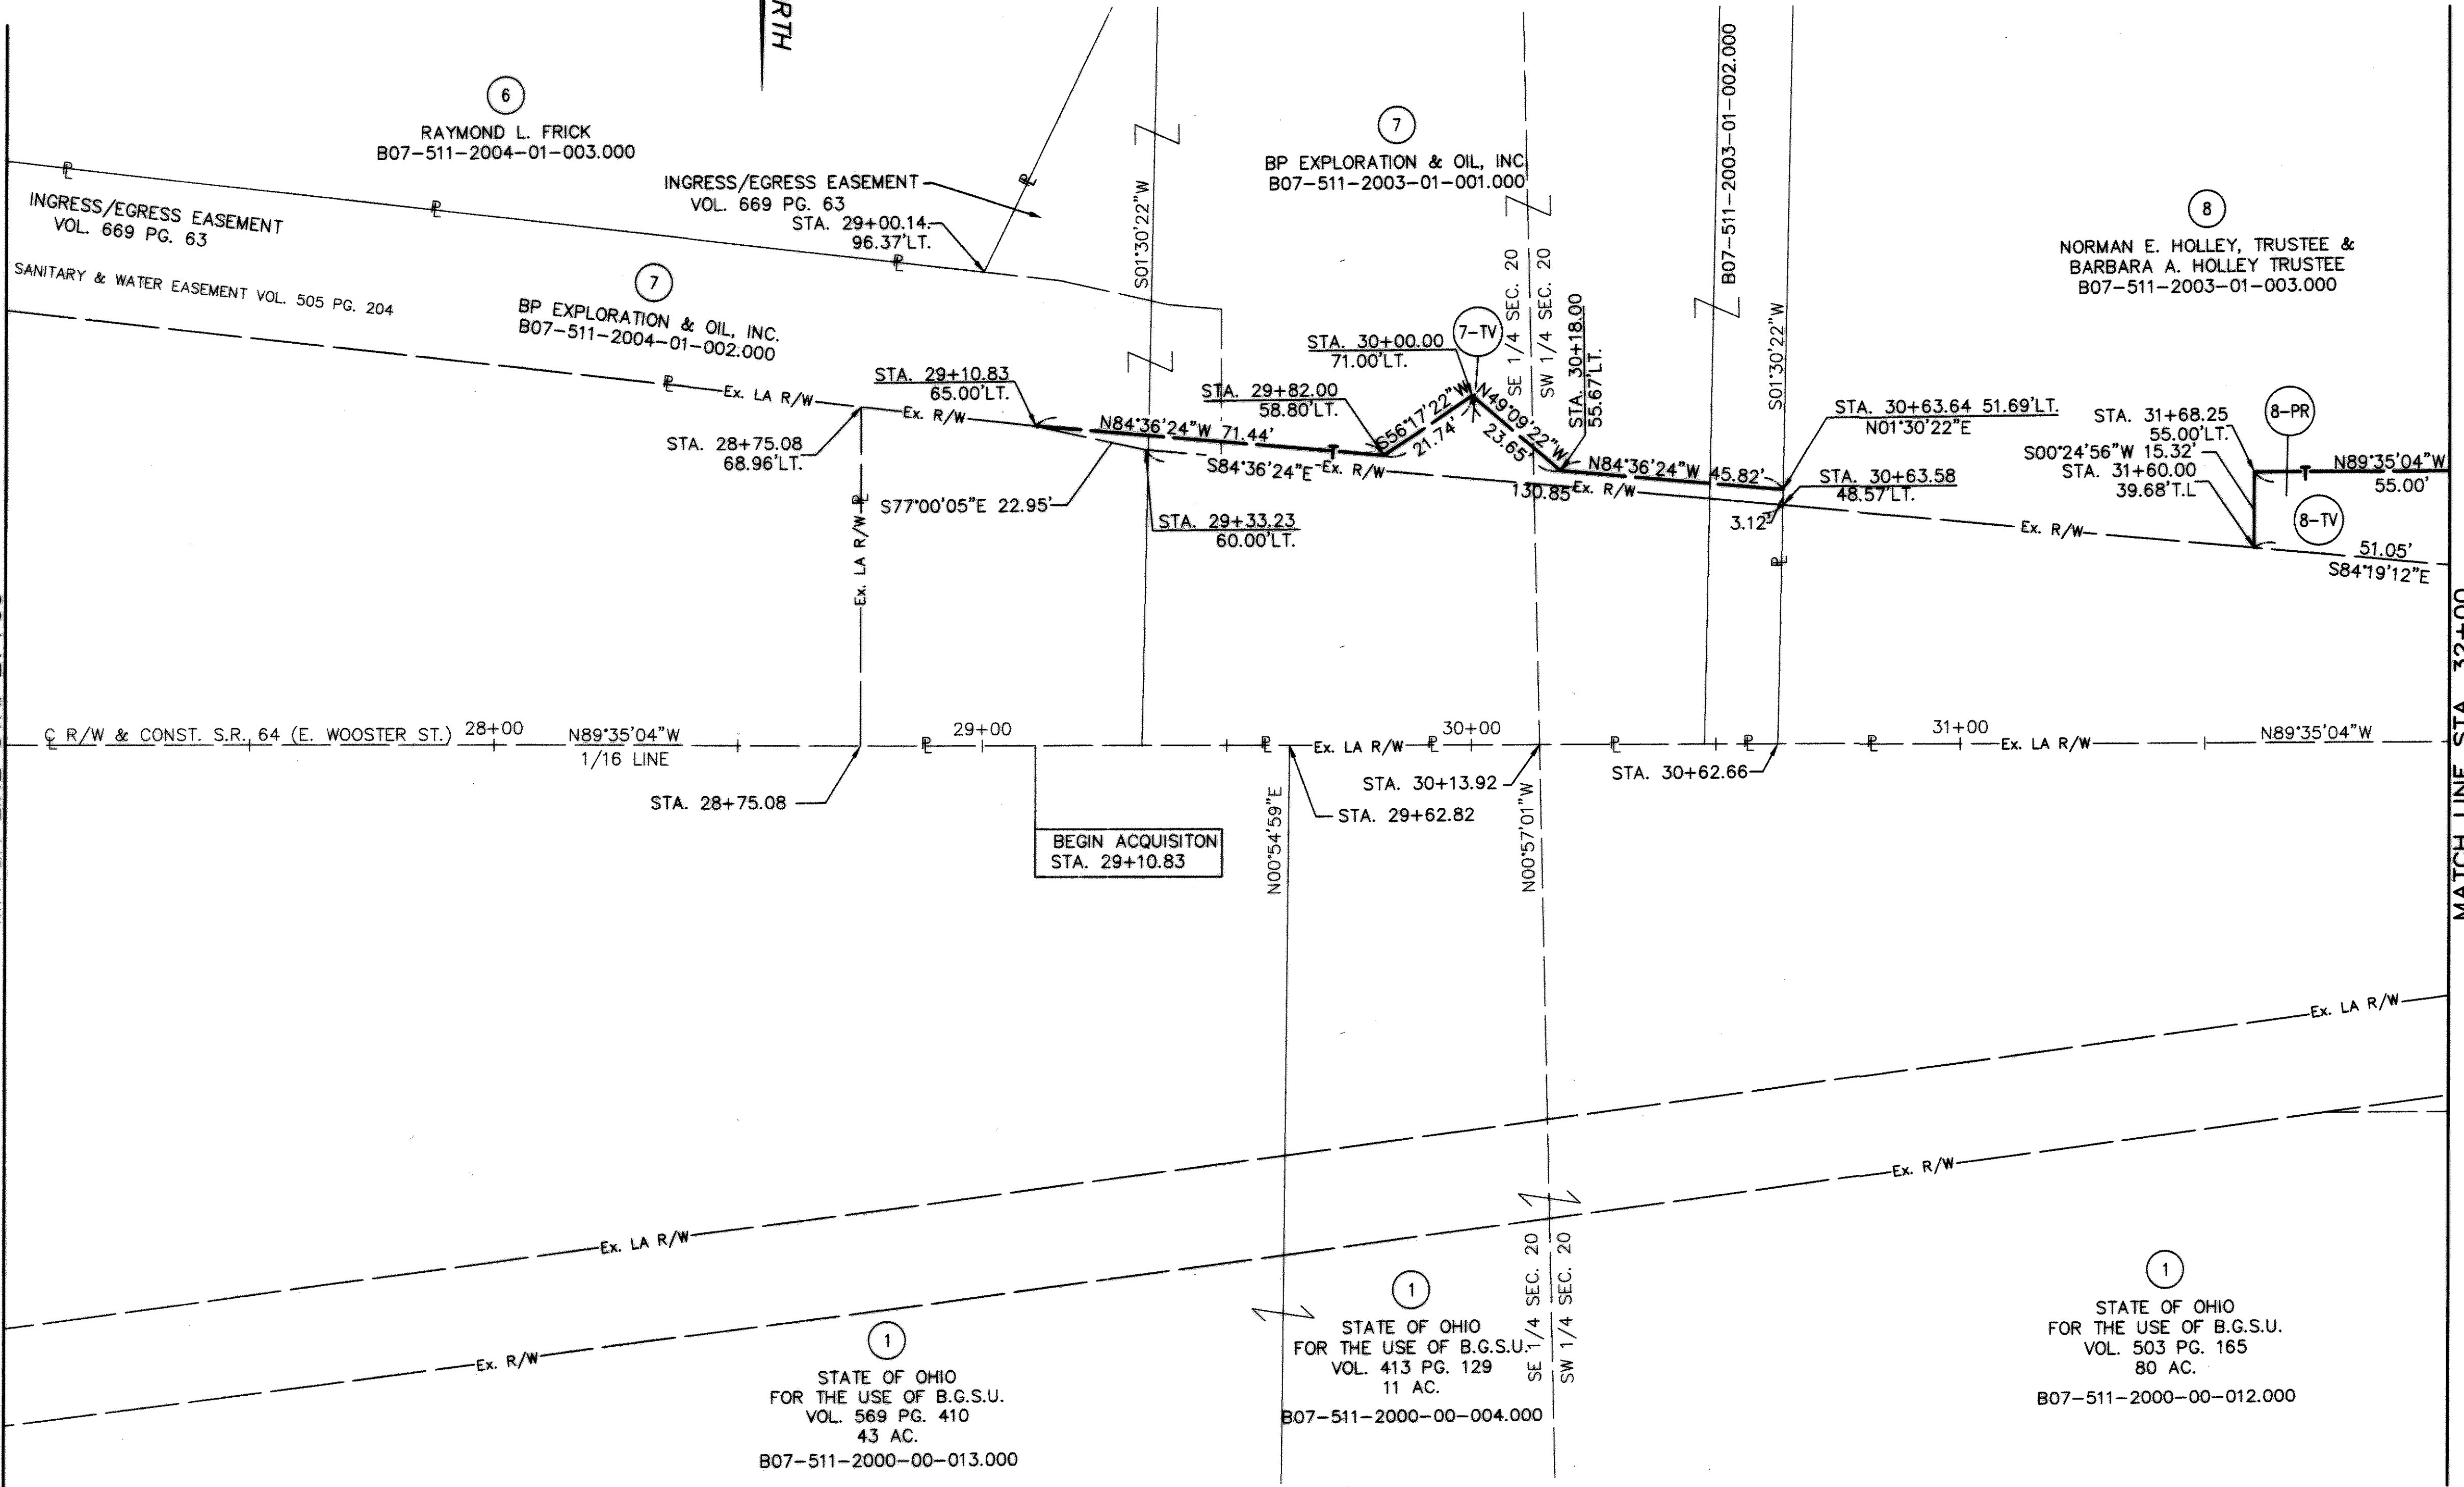 RTH
6
RAYMOND L. FRICK
B07-511-2004-01-003.000
INGRESS/EGRESS EASEMENT
VOL. 669 PG. 63
STA. 29+00.14
96.37'LT.
S01°30'22"W
7
BP EXPLORATION & OIL, INC
B07-511-2003-01-001.000
B07-511-2003-01-002.000
8
NORMAN E. HOLLEY, TRUSTEE &
BARBARA A. HOLLEY TRUSTEE
B07-511-2003-01-003.000
INGRESS/EGRESS EASEMENT
VOL. 669 PG. 63
SANITARY & WATER EASEMENT VOL. 505 PG. 204
7
BP EXPLORATION & OIL, INC.
B07-511-2004-01-002.000
Ex. LA R/W
STA. 28+75.08
68.96'LT.
Ex. R/W
STA. 29+10.83
65.00'LT.
N84°36'24"W 71.44'
S84°36'24"E
Ex. R/W
S77°00'05"E 22.95'
STA. 29+33.23
60.00'LT.
STA. 29+82.00
58.80'LT.
STA. 30+00.00
71.00'LT.
7-TV
S56°17'22"W
21.74'
N49°09'22"W
23.65'
SE 1/4 SEC. 20
SW 1/4 SEC. 20
STA. 30+18.00
55.67'LT.
N84°36'24"W 45.82'
130.85'
Ex. R/W
S01°30'22"W
STA. 30+63.64 51.69'LT.
N01°30'22"E
STA. 30+63.58
48.57'LT.
3.12'
Ex. R/W
STA. 31+68.25
55.00'LT.
S00°24'56"W 15.32'
STA. 31+60.00
39.68'T.L
8-PR
N89°35'04"W
55.00'
8-TV
51.05'
S84°19'12"E
Ex. LA R/W
MATCH LINE STA. 32+00
℄ R/W & CONST. S.R. 64 (E. WOOSTER ST.)
28+00
N89°35'04"W
1/16 LINE
29+00
Ex. LA R/W
30+00
31+00
Ex. LA R/W
N89°35'04"W
STA. 28+75.08
BEGIN ACQUISITON
STA. 29+10.83
N00°54'59"E
STA. 29+62.82
STA. 30+13.92
N00°57'01"W
STA. 30+62.66
Ex. LA R/W
Ex. R/W
Ex. LA R/W
Ex. R/W
1
STATE OF OHIO
FOR THE USE OF B.G.S.U.
VOL. 569 PG. 410
43 AC.
B07-511-2000-00-013.000
1
STATE OF OHIO
FOR THE USE OF B.G.S.U.
VOL. 413 PG. 129
11 AC.
B07-511-2000-00-004.000
SE 1/4 SEC. 20
SW 1/4 SEC. 20
1
STATE OF OHIO
FOR THE USE OF B.G.S.U.
VOL. 503 PG. 165
80 AC.
B07-511-2000-00-012.000